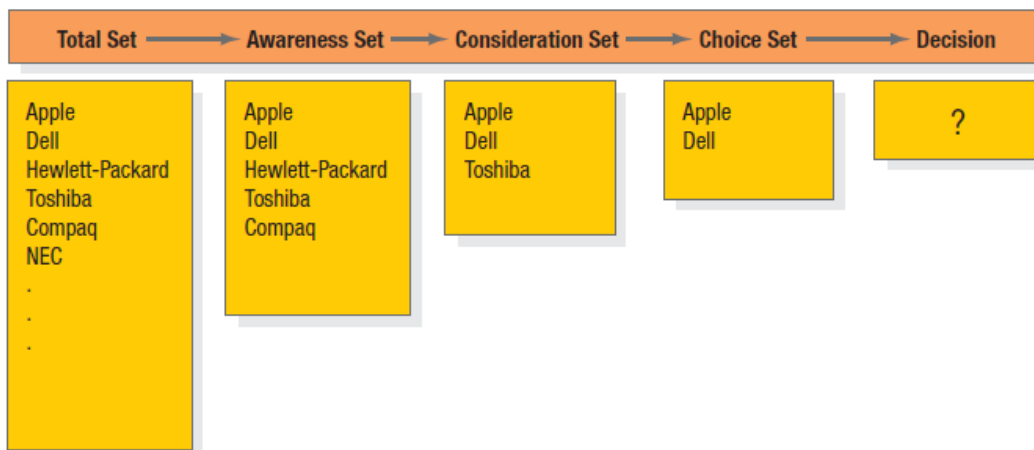 Total Set Awareness Set Consideration Set Choice Set Decision
Apple
Dell
Hewlett-Packard
Toshiba
Compaq
NEC
.
.
.
Apple
Dell
Hewlett-Packard
Toshiba
Compaq
Apple
Dell
Toshiba
Apple
Dell
?